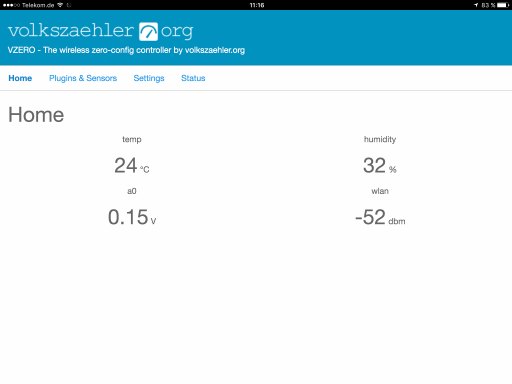 Telekom.de 11:16 83 %
volkszaehler org
VZERO - The wireless zero-config controller by volkszaehler.org
Home Plugins & Sensors Settings Status
Home
temp humidity
24 °C 32 %
a0 wlan
0.15 V -52 dbm